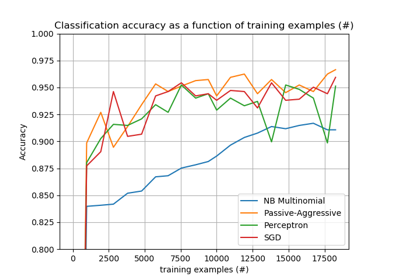 Classification accuracy as a function of training examples (#)
1.000
0.975
0.950
0.925
0.900
0.875
0.850
0.825
0.800
Accuracy
NB Multinomial
Passive-Aggressive
Perceptron
SGD
0 2500 5000 7500 10000 12500 15000 17500
training examples (#)